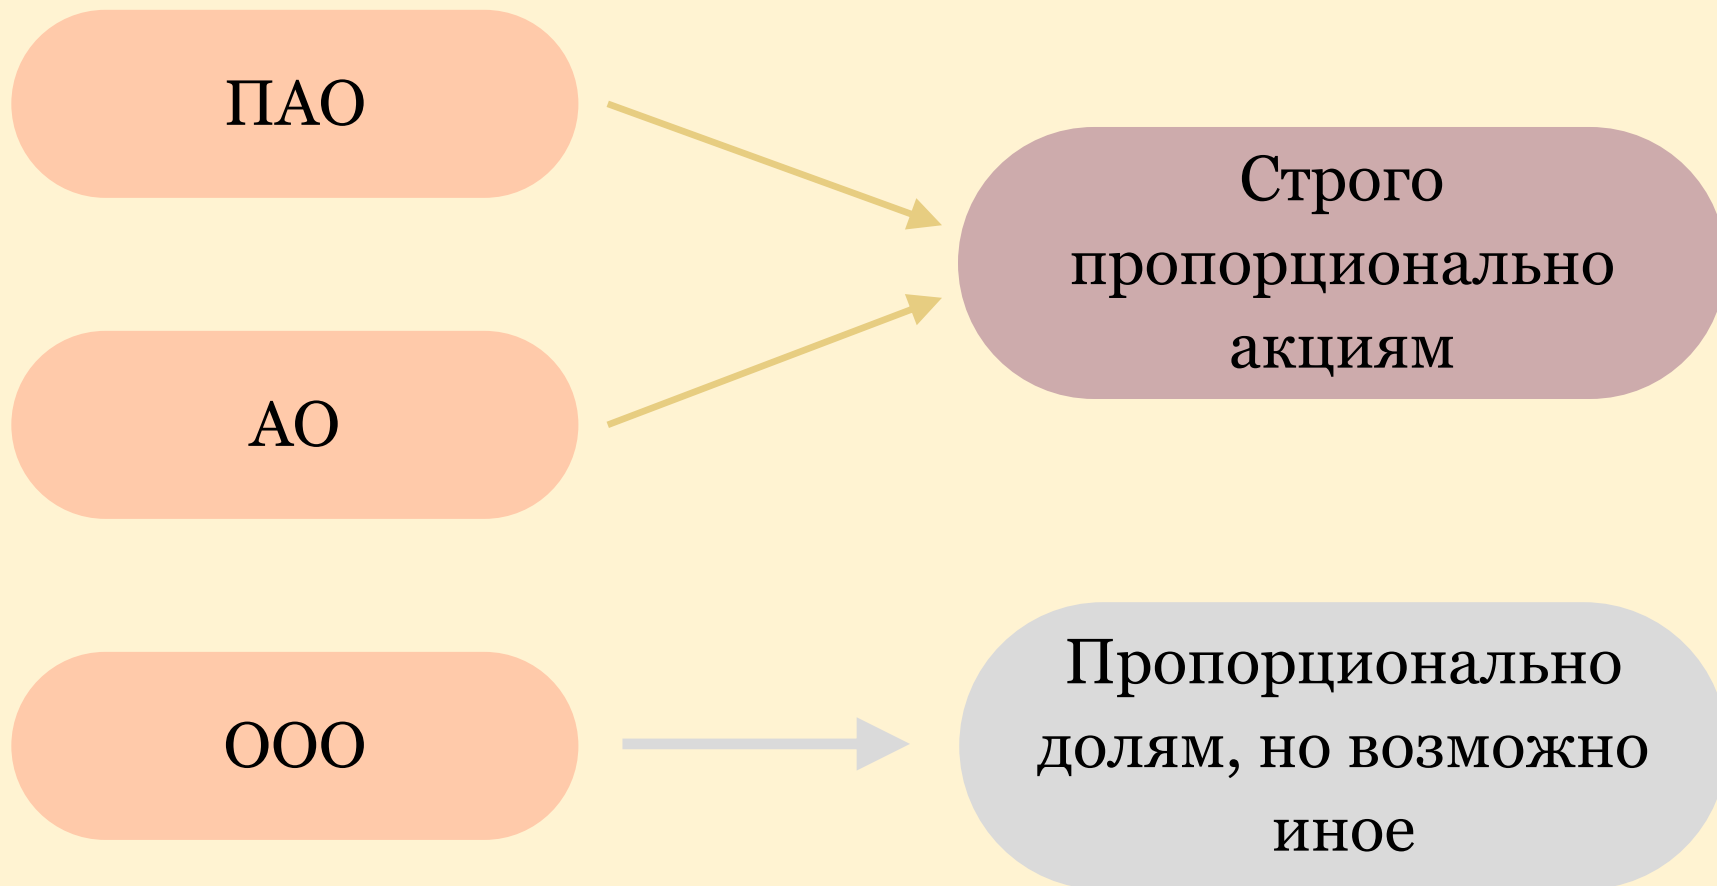 ПАО
Строго
пропорционально
акциям
АО
ООО
Пропорционально
долям, но возможно
иное